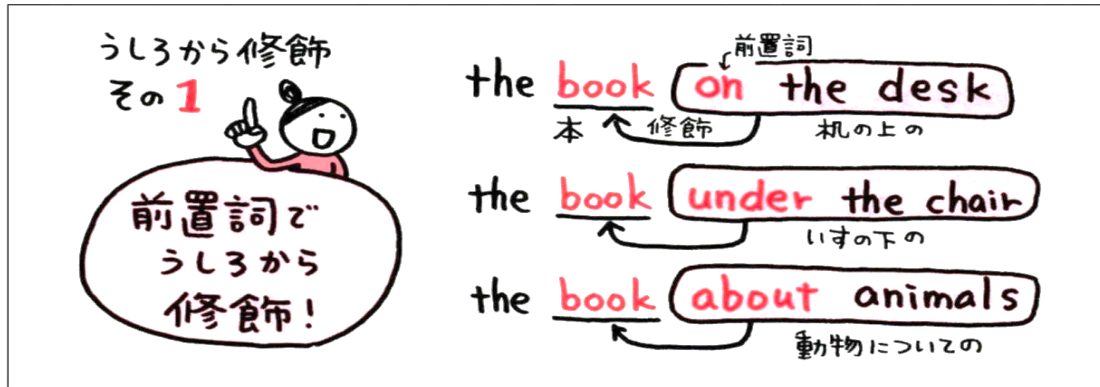 うしろから修飾
その1
前置詞で
うしろから
修飾!
前置詞
the book on the desk
本 修飾 机の上の
the book under the chair
いすの下の
the book about animals
動物についての